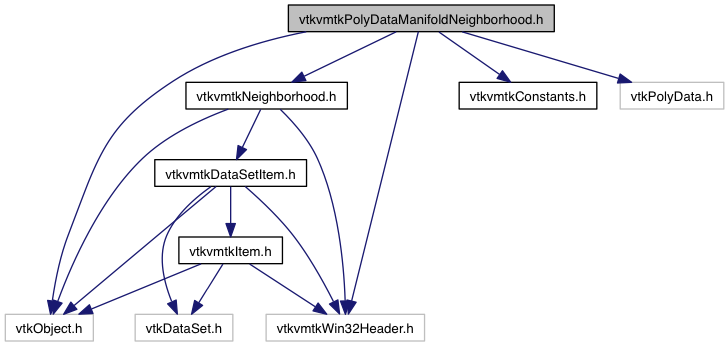 vtkvmtkPolyDataManifoldNeighborhood.h
vtkvmtkNeighborhood.h
vtkvmtkConstants.h
vtkPolyData.h
vtkvmtkDataSetItem.h
vtkvmtkItem.h
vtkObject.h
vtkDataSet.h
vtkvmtkWin32Header.h